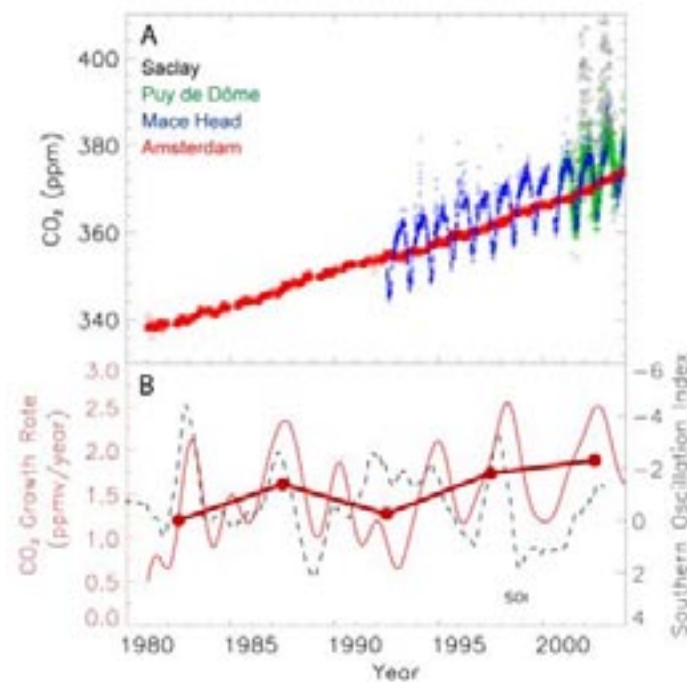 A
Saclay
Puy de Dôme
Mace Head
Amsterdam
400
380
360
340
CO₂ (ppm)
B
3.0
2.5
2.0
1.5
1.0
0.5
0.0
CO₂ Growth Rate
(ppmv/year)
-6
-4
-2
0
2
4
Southern Oscillation Index
SOI
1980
1985
1990
1995
2000
Year